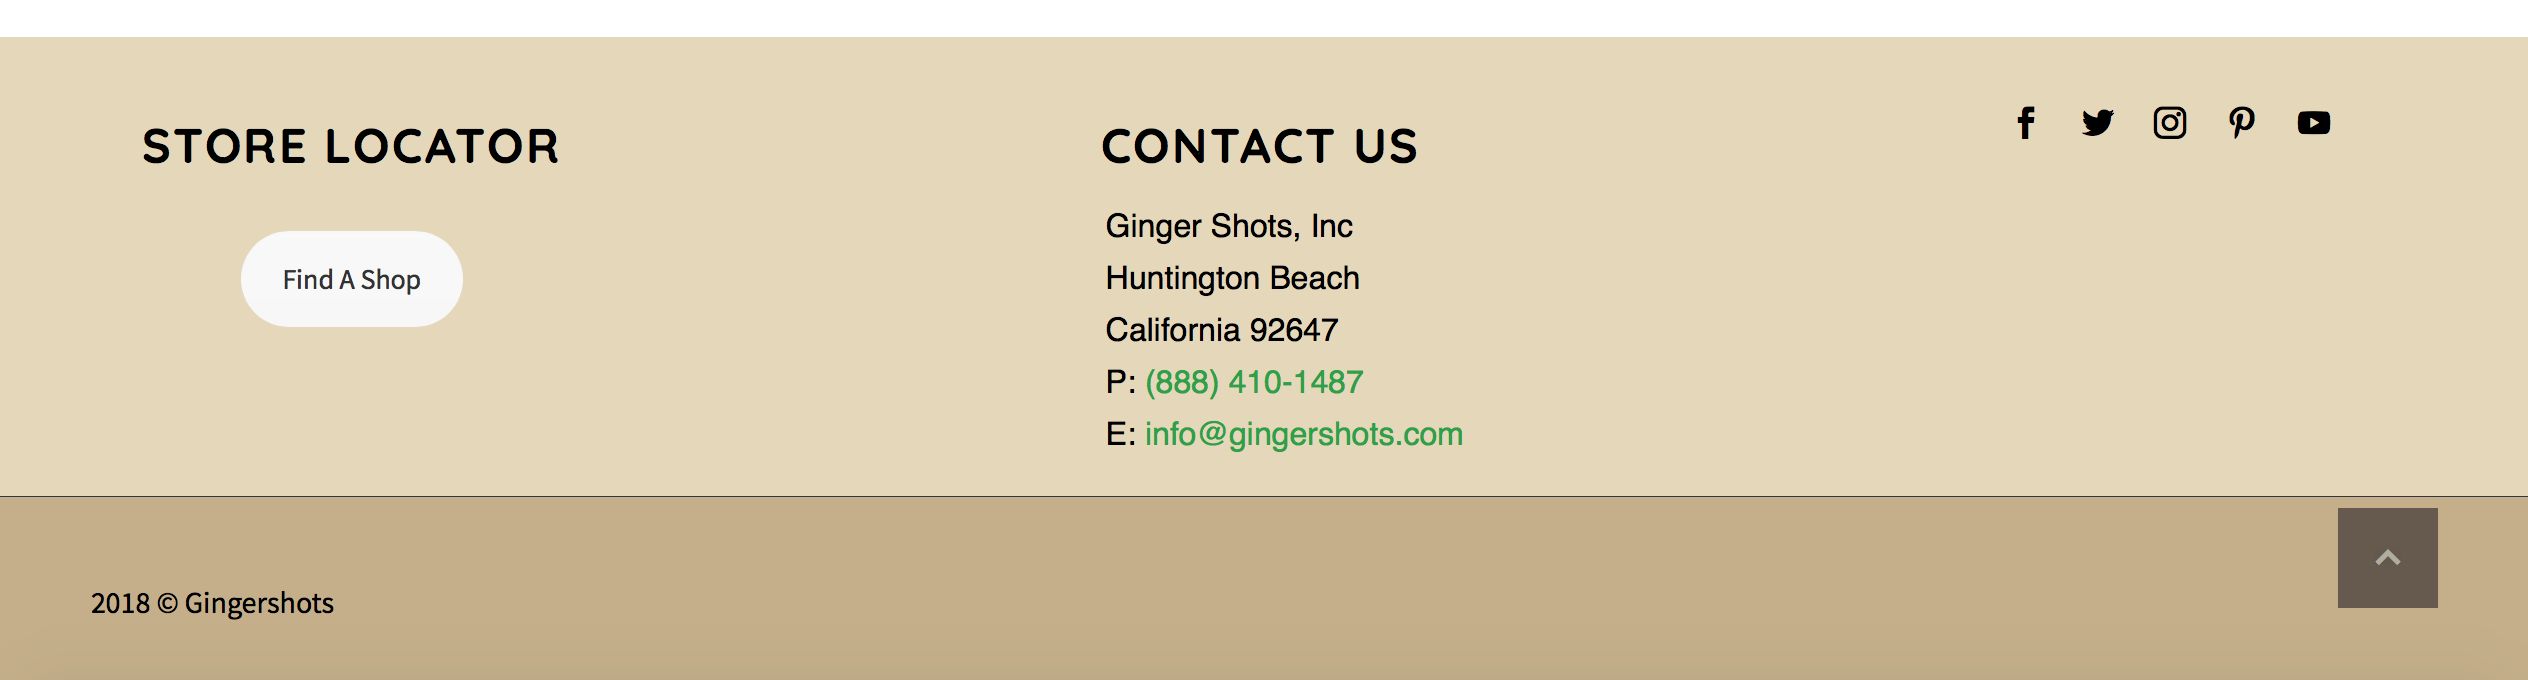 STORE LOCATOR
Find A Shop
CONTACT US
Ginger Shots, Inc
Huntington Beach
California 92647
P: (888) 410-1487
E: info@gingershots.com
2018 © Gingershots